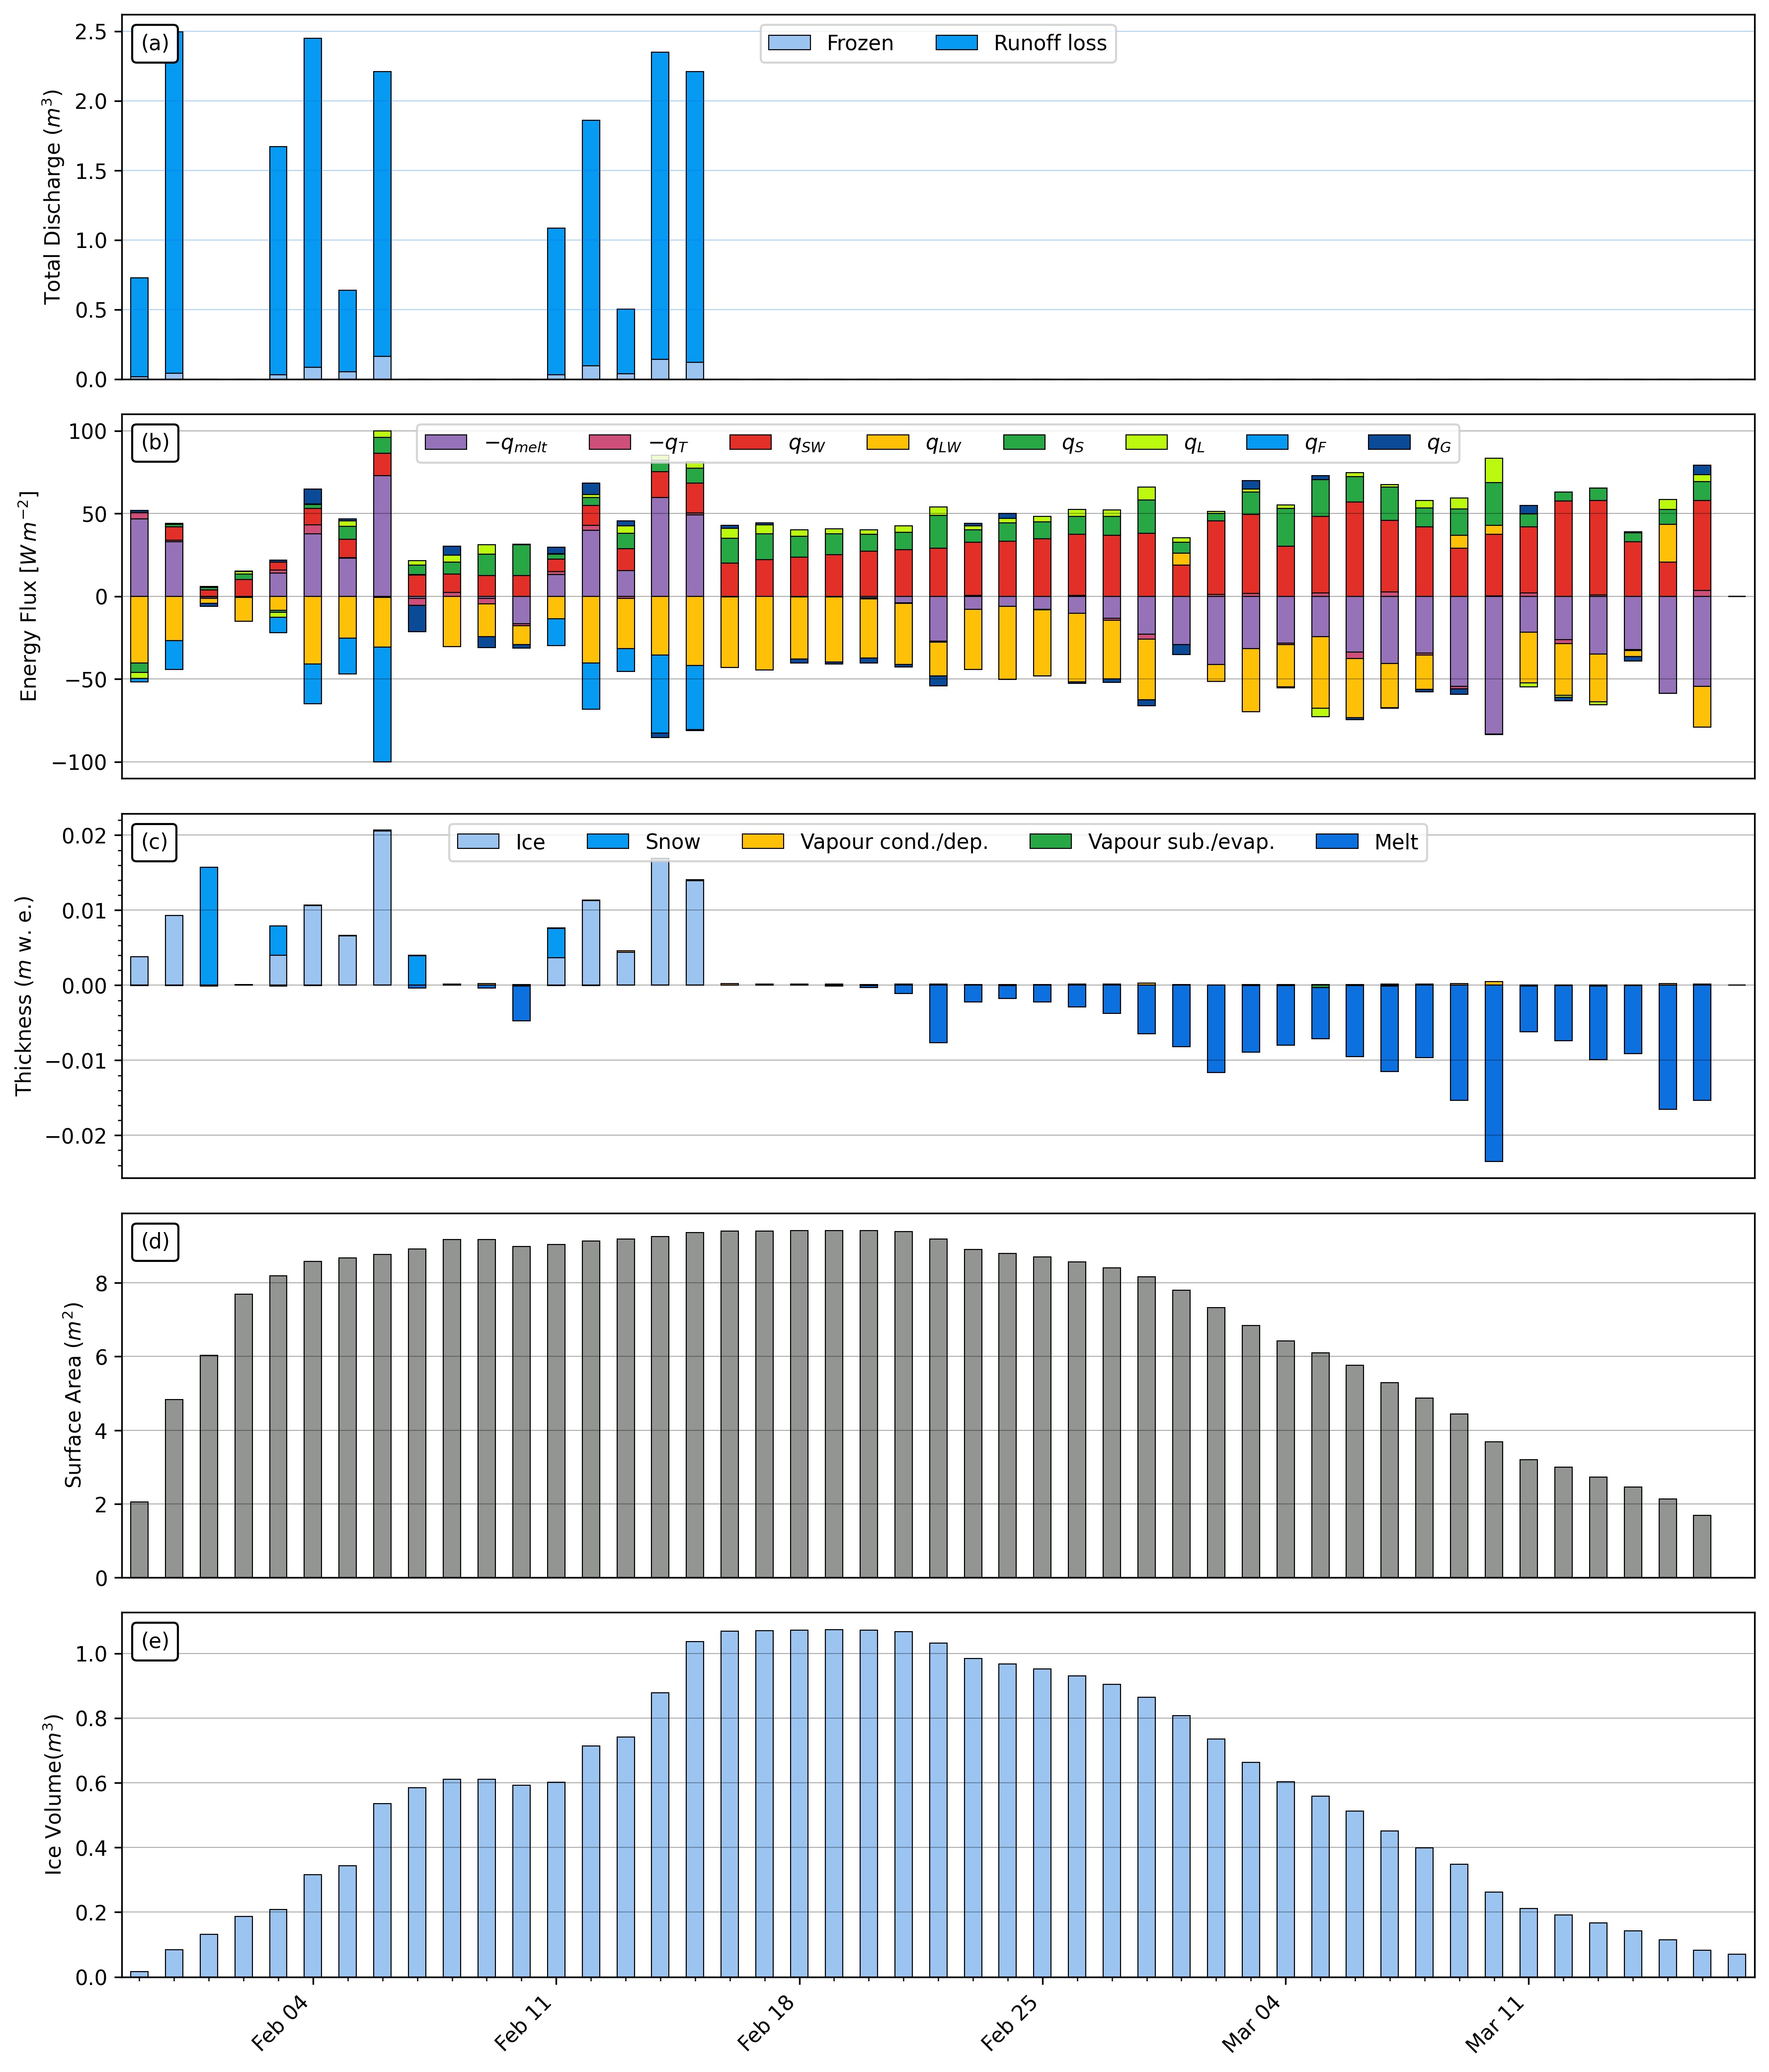 (a)
Frozen Runoff loss
Total Discharge (m³)
2.5
2.0
1.5
1.0
0.5
0.0
(b)
−q_melt −q_T q_SW q_LW q_S q_L q_F q_G
Energy Flux [W m⁻²]
100
50
0
−50
−100
(c)
Ice Snow Vapour cond./dep. Vapour sub./evap. Melt
Thickness (m w. e.)
0.02
0.01
0.00
−0.01
−0.02
(d)
Surface Area (m²)
8
6
4
2
0
(e)
Ice Volume(m³)
1.0
0.8
0.6
0.4
0.2
0.0
Feb 04 Feb 11 Feb 18 Feb 25 Mar 04 Mar 11